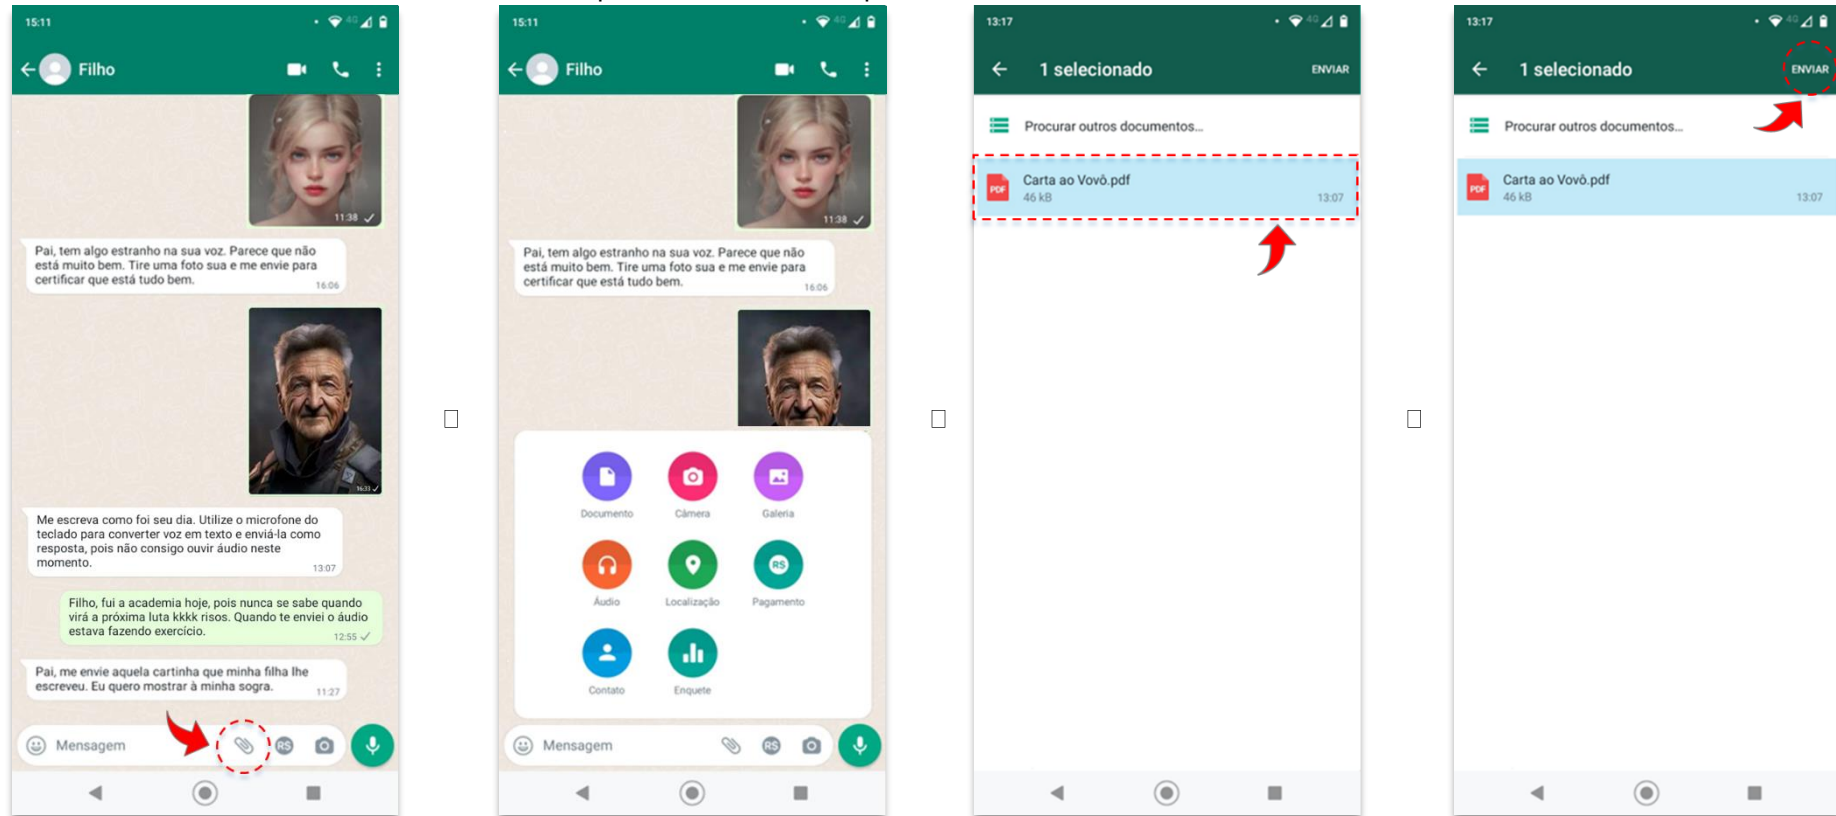 15:11
4G
Filho
11:38
Pai, tem algo estranho na sua voz. Parece que não
está muito bem. Tire uma foto sua e me envie para
certificar que está tudo bem.
16:06
16:33
Me escreva como foi seu dia. Utilize o microfone do
teclado para converter voz em texto e enviá-la como
resposta, pois não consigo ouvir áudio neste
momento.
13:07
Filho, fui a academia hoje, pois nunca se sabe quando
virá a próxima luta kkkk risos. Quando te enviei o áudio
estava fazendo exercício.
12:55
Pai, me envie aquela cartinha que minha filha lhe
escreveu. Eu quero mostrar à minha sogra.
11:27
Mensagem
R$
15:11
4G
Filho
11:38
Pai, tem algo estranho na sua voz. Parece que não
está muito bem. Tire uma foto sua e me envie para
certificar que está tudo bem.
16:06
Documento
Câmera
Galeria
R$
Áudio
Localização
Pagamento
Contato
Enquete
Mensagem
R$
13:17
4G
1 selecionado
ENVIAR
Procurar outros documentos...
PDF
Carta ao Vovô.pdf
46 kB
13:07
13:17
4G
1 selecionado
ENVIAR
Procurar outros documentos...
PDF
Carta ao Vovô.pdf
46 kB
13:07